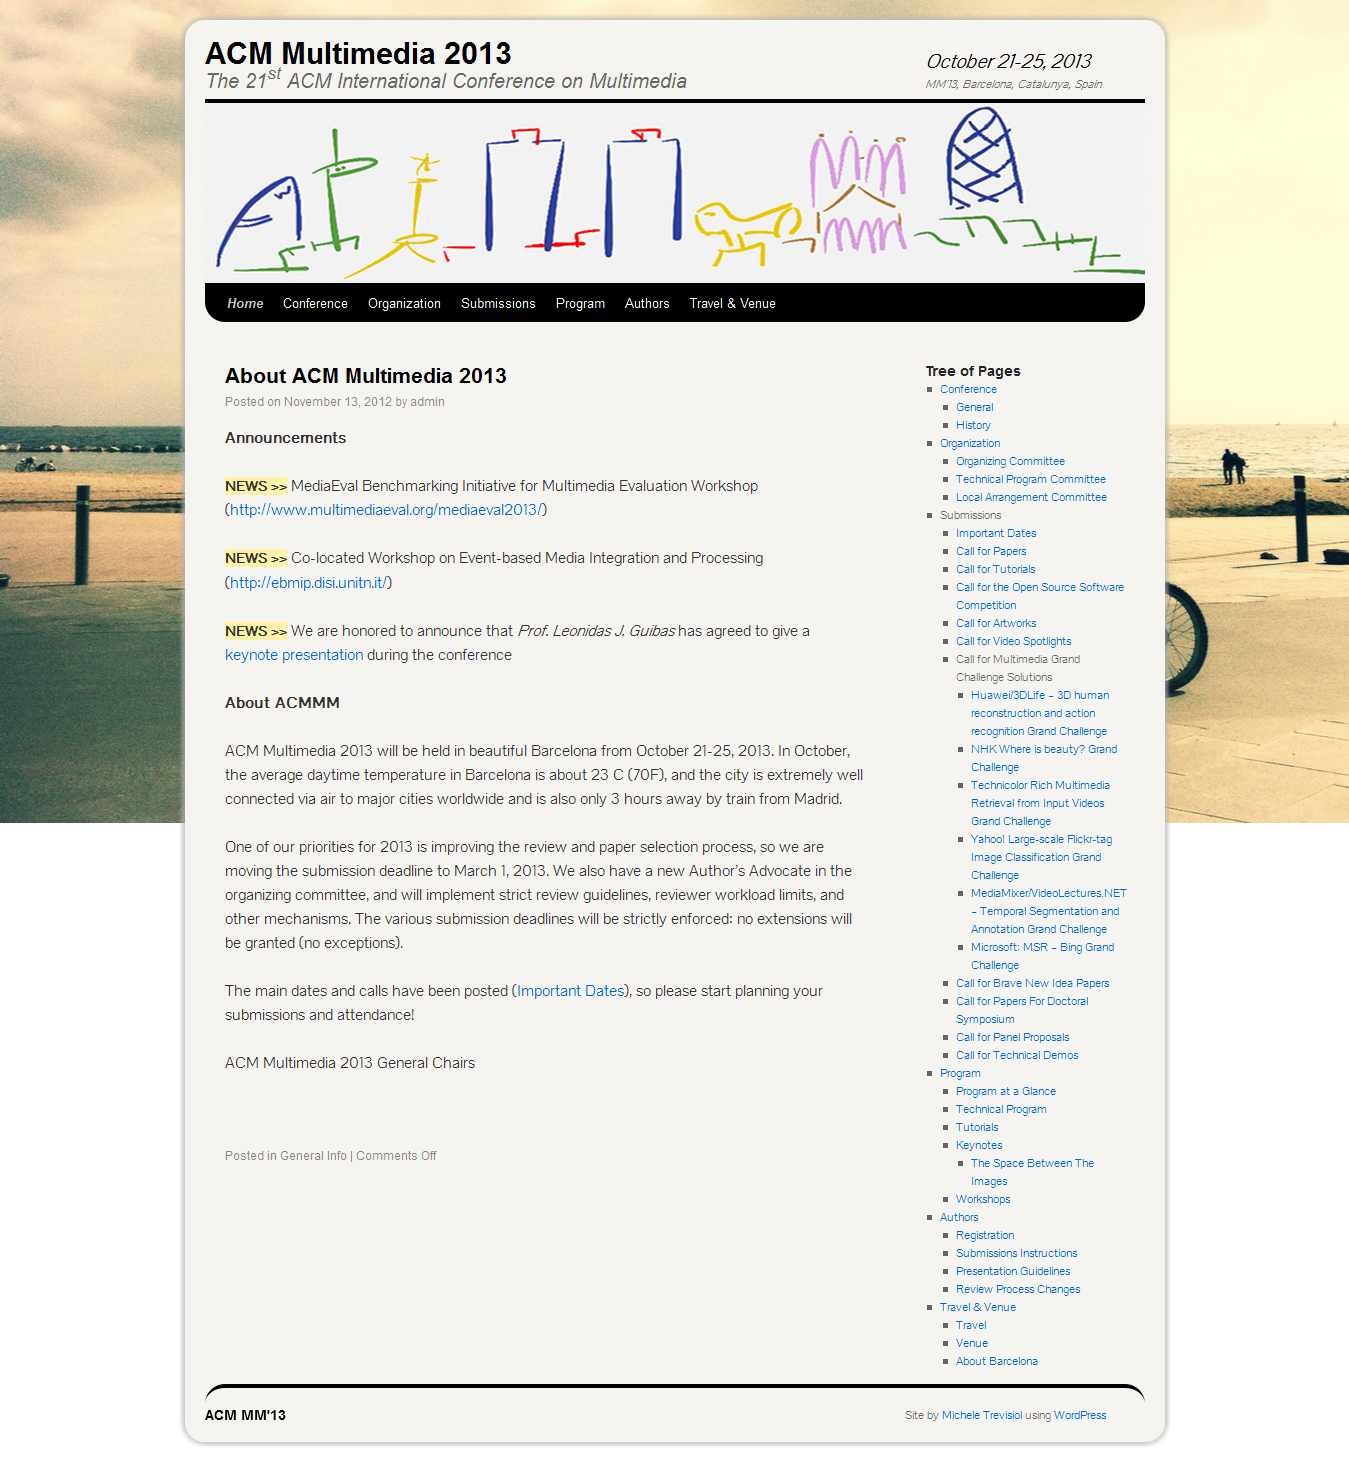 ACM Multimedia 2013
The 21st ACM International Conference on Multimedia
October 21-25, 2013
MM'13, Barcelona, Catalunya, Spain
Home Conference Organization Submissions Program Authors Travel & Venue
About ACM Multimedia 2013
Posted on November 13, 2012 by admin
Announcements
NEWS >> MediaEval Benchmarking Initiative for Multimedia Evaluation Workshop
(http://www.multimediaeval.org/mediaeval2013/)
NEWS >> Co-located Workshop on Event-based Media Integration and Processing
(http://ebmip.disi.unitn.it/)
NEWS >> We are honored to announce that Prof. Leonidas J. Guibas has agreed to give a
keynote presentation during the conference
About ACMMM
ACM Multimedia 2013 will be held in beautiful Barcelona from October 21-25, 2013. In October,
the average daytime temperature in Barcelona is about 23 C (70F), and the city is extremely well
connected via air to major cities worldwide and is also only 3 hours away by train from Madrid.
One of our priorities for 2013 is improving the review and paper selection process, so we are
moving the submission deadline to March 1, 2013. We also have a new Author's Advocate in the
organizing committee, and will implement strict review guidelines, reviewer workload limits, and
other mechanisms. The various submission deadlines will be strictly enforced: no extensions will
be granted (no exceptions).
The main dates and calls have been posted (Important Dates), so please start planning your
submissions and attendance!
ACM Multimedia 2013 General Chairs
Posted in General Info | Comments Off
Tree of Pages
Conference
General
History
Organization
Organizing Committee
Technical Program Committee
Local Arrangement Committee
Submissions
Important Dates
Call for Papers
Call for Tutorials
Call for the Open Source Software
Competition
Call for Artworks
Call for Video Spotlights
Call for Multimedia Grand
Challenge Solutions
Huawei/3DLife – 3D human
reconstruction and action
recognition Grand Challenge
NHK Where is beauty? Grand
Challenge
Technicolor Rich Multimedia
Retrieval from Input Videos
Grand Challenge
Yahoo! Large-scale Flickr-tag
Image Classification Grand
Challenge
MediaMixer/VideoLectures.NET
– Temporal Segmentation and
Annotation Grand Challenge
Microsoft: MSR – Bing Grand
Challenge
Call for Brave New Idea Papers
Call for Papers For Doctoral
Symposium
Call for Panel Proposals
Call for Technical Demos
Program
Program at a Glance
Technical Program
Tutorials
Keynotes
The Space Between The
Images
Workshops
Authors
Registration
Submissions Instructions
Presentation Guidelines
Review Process Changes
Travel & Venue
Travel
Venue
About Barcelona
ACM MM'13
Site by Michele Trevisiol using WordPress